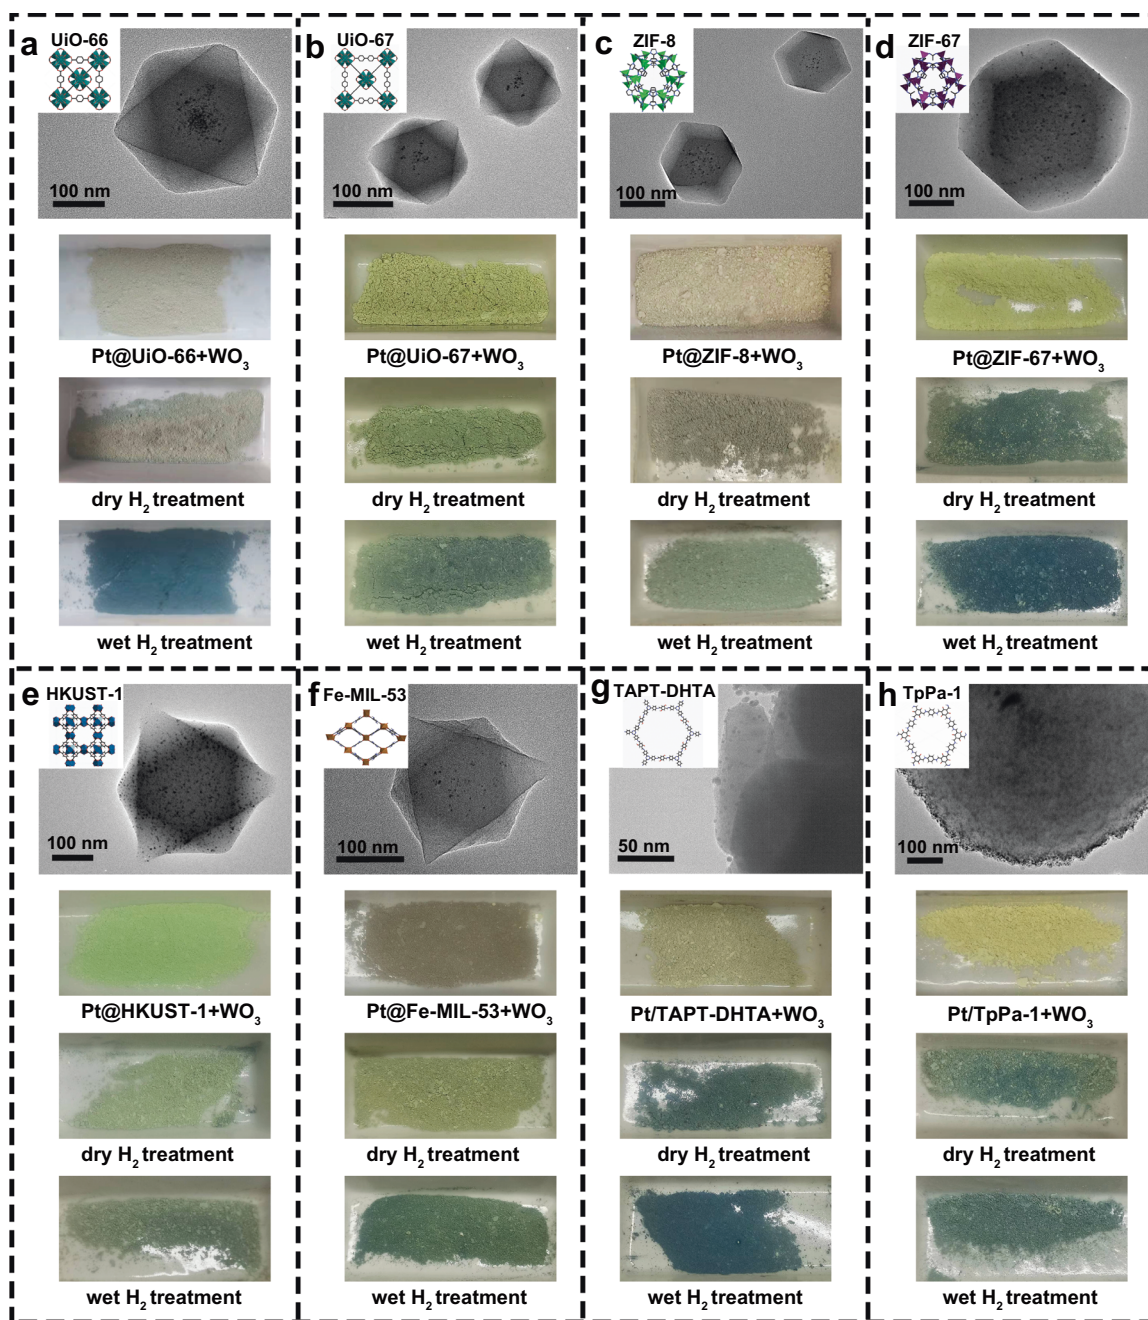 a UiO-66
100 nm
Pt@UiO-66+WO₃
dry H₂ treatment
wet H₂ treatment
b UiO-67
100 nm
Pt@UiO-67+WO₃
dry H₂ treatment
wet H₂ treatment
c ZIF-8
100 nm
Pt@ZIF-8+WO₃
dry H₂ treatment
wet H₂ treatment
d ZIF-67
100 nm
Pt@ZIF-67+WO₃
dry H₂ treatment
wet H₂ treatment
e HKUST-1
100 nm
Pt@HKUST-1+WO₃
dry H₂ treatment
wet H₂ treatment
f Fe-MIL-53
100 nm
Pt@Fe-MIL-53+WO₃
dry H₂ treatment
wet H₂ treatment
g TAPT-DHTA
50 nm
Pt/TAPT-DHTA+WO₃
dry H₂ treatment
wet H₂ treatment
h TpPa-1
100 nm
Pt/TpPa-1+WO₃
dry H₂ treatment
wet H₂ treatment